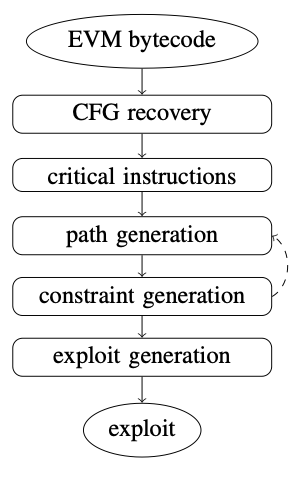 EVM bytecode
CFG recovery
critical instructions
path generation
constraint generation
exploit generation
exploit